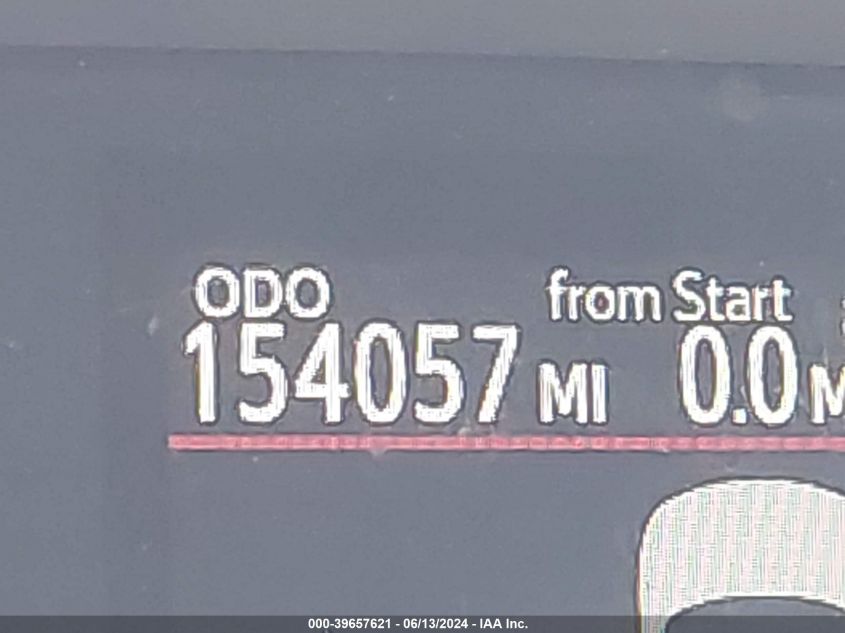 ODO from Start
154057 MI 0.0
000-39657621 - 06/13/2024 - IAA Inc.